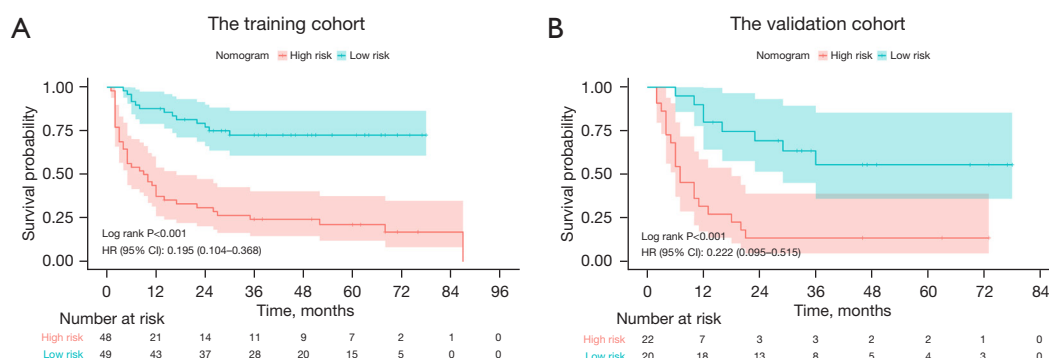 A
The training cohort
Nomogram High risk Low risk
Survival probability
1.00
0.75
0.50
0.25
0.00
Log rank P<0.001
HR (95% CI): 0.195 (0.104–0.368)
0 12 24 36 48 60 72 84 96
Time, months
Number at risk
High risk 48 21 14 11 9 7 2 1 0
Low risk 49 43 37 28 20 15 5 0 0
B
The validation cohort
Nomogram High risk Low risk
Survival probability
1.00
0.75
0.50
0.25
0.00
Log rank P<0.001
HR (95% CI): 0.222 (0.095–0.515)
0 12 24 36 48 60 72 84
Time, months
Number at risk
High risk 22 7 3 3 2 2 1 0
Low risk 20 18 13 8 5 4 3 0